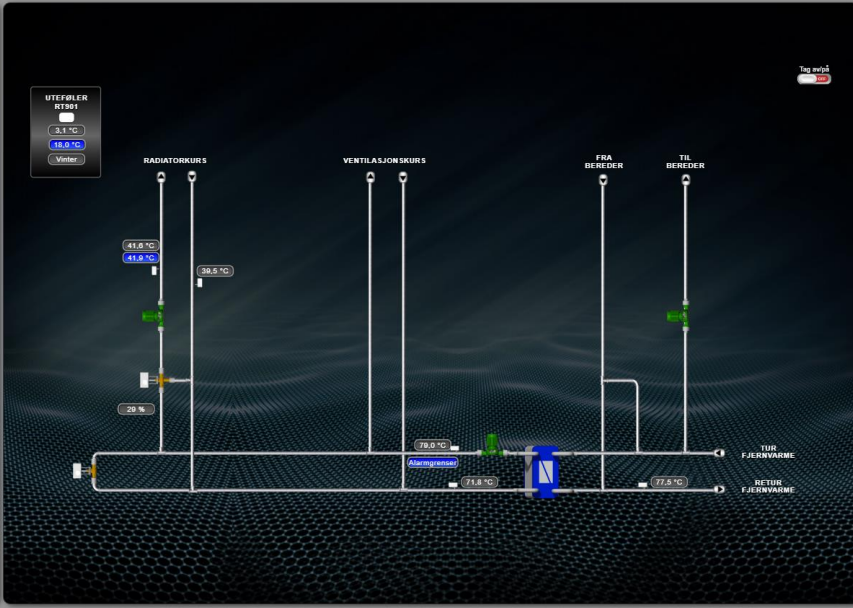 Tag av/på
OFF
UTEFØLER
RT901
3,1 °C
18,0 °C
Vinter
RADIATORKURS
VENTILASJONSKURS
FRA
BEREDER
TIL
BEREDER
41,6 °C
41,9 °C
39,5 °C
29 %
79,0 °C
Alarmgrenser
71,8 °C
77,5 °C
TUR
FJERNVARME
RETUR
FJERNVARME